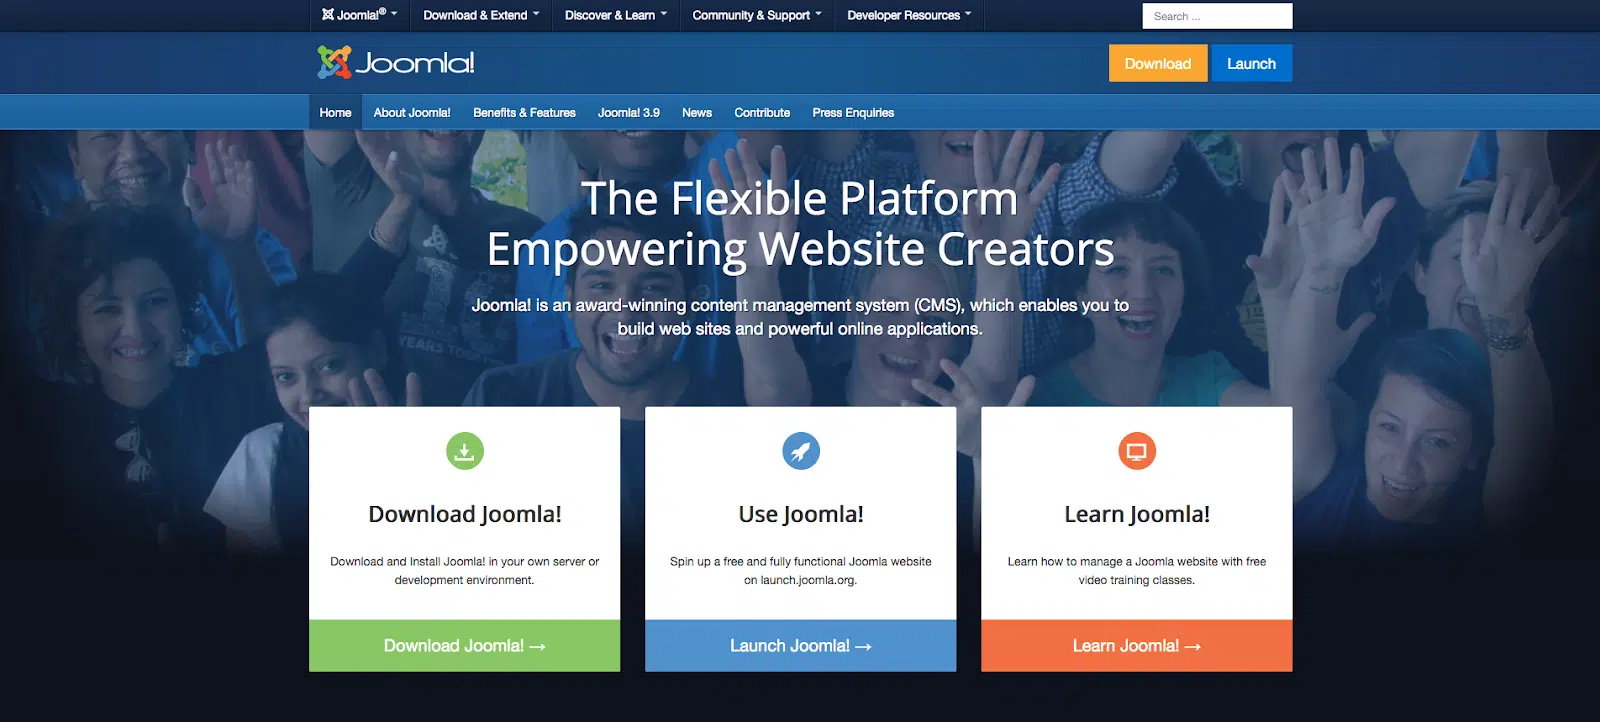 Joomla!® Download & Extend Discover & Learn Community & Support Developer Resources Search ...
Joomla! Download Launch
Home About Joomla! Benefits & Features Joomla! 3.9 News Contribute Press Enquiries
The Flexible Platform
Empowering Website Creators
Joomla! is an award-winning content management system (CMS), which enables you to
build web sites and powerful online applications.
YEARS TOGETHER
Download Joomla!
Download and Install Joomla! in your own server or
development environment.
Download Joomla! →
Use Joomla!
Spin up a free and fully functional Joomla website
on launch.joomla.org.
Launch Joomla! →
Learn Joomla!
Learn how to manage a Joomla website with free
video training classes.
Learn Joomla! →